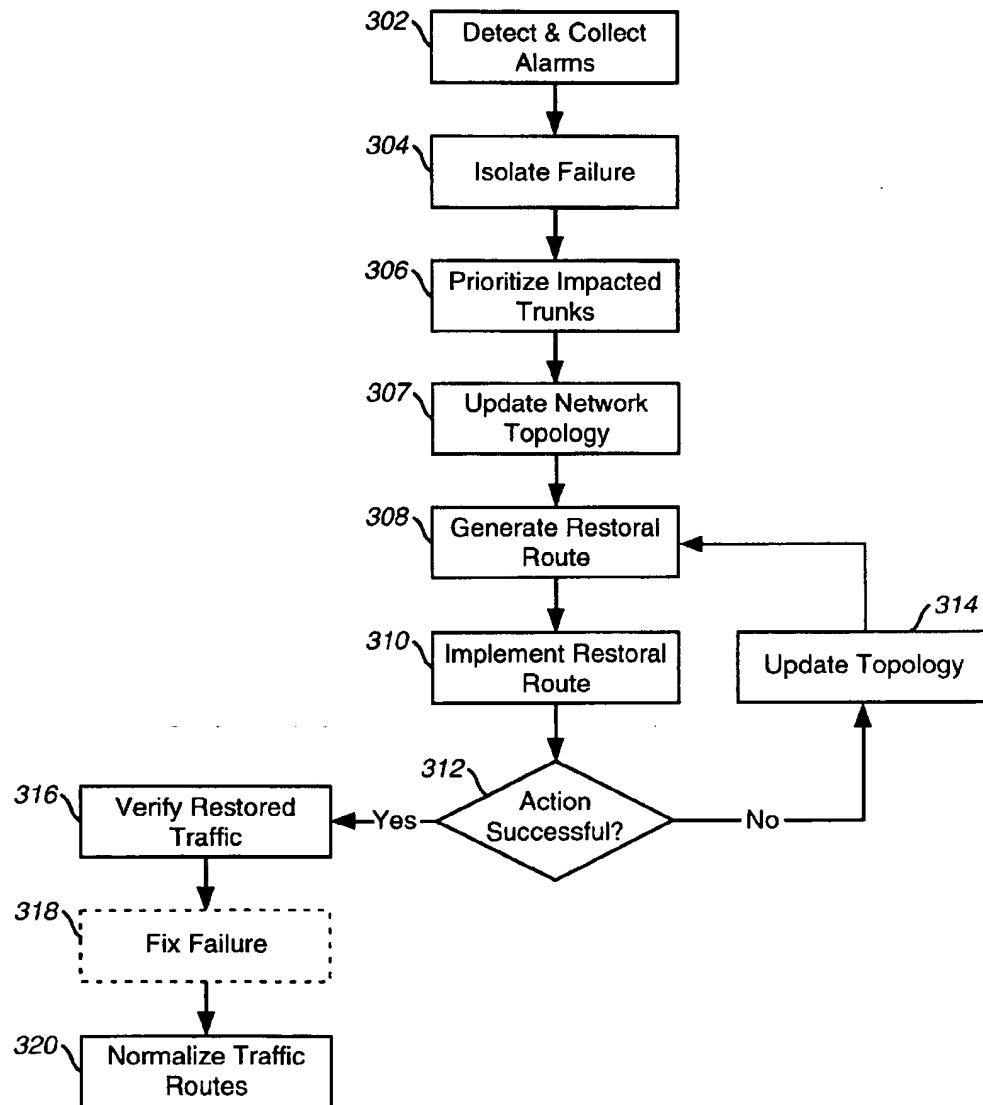 302
Detect & Collect
Alarms
304
Isolate Failure
306
Prioritize Impacted
Trunks
307
Update Network
Topology
308
Generate Restoral
Route
310
Implement Restoral
Route
314
Update Topology
312
Action
Successful?
Yes
No
316
Verify Restored
Traffic
318
Fix Failure
320
Normalize Traffic
Routes